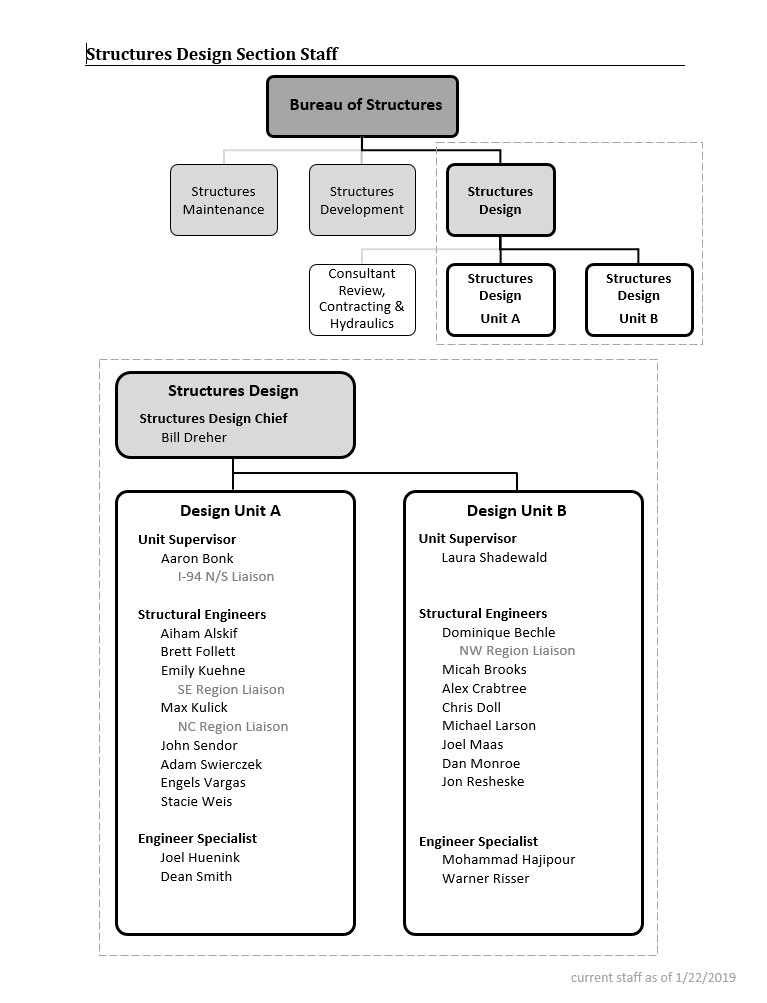 Structures Design Section Staff
Bureau of Structures
Structures
Maintenance
Structures
Development
Structures
Design
Consultant
Review,
Contracting &
Hydraulics
Structures
Design
Unit A
Structures
Design
Unit B
Structures Design
Structures Design Chief
Bill Dreher
Design Unit A
Unit Supervisor
Aaron Bonk
I-94 N/S Liaison
Structural Engineers
Aiham Alskif
Brett Follett
Emily Kuehne
SE Region Liaison
Max Kulick
NC Region Liaison
John Sendor
Adam Swierczek
Engels Vargas
Stacie Weis
Engineer Specialist
Joel Huenink
Dean Smith
Design Unit B
Unit Supervisor
Laura Shadewald
Structural Engineers
Dominique Bechle
NW Region Liaison
Micah Brooks
Alex Crabtree
Chris Doll
Michael Larson
Joel Maas
Dan Monroe
Jon Resheske
Engineer Specialist
Mohammad Hajipour
Warner Risser
current staff as of 1/22/2019